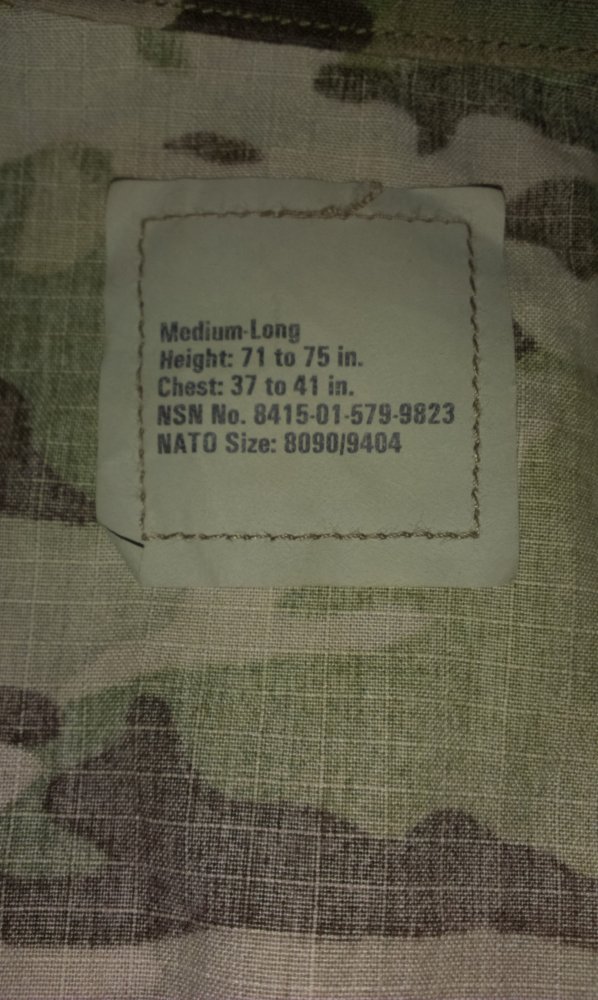 Medium-Long
Height: 71 to 75 in.
Chest: 37 to 41 in.
NSN No. 8415-01-579-9823
NATO Size: 8090/9404